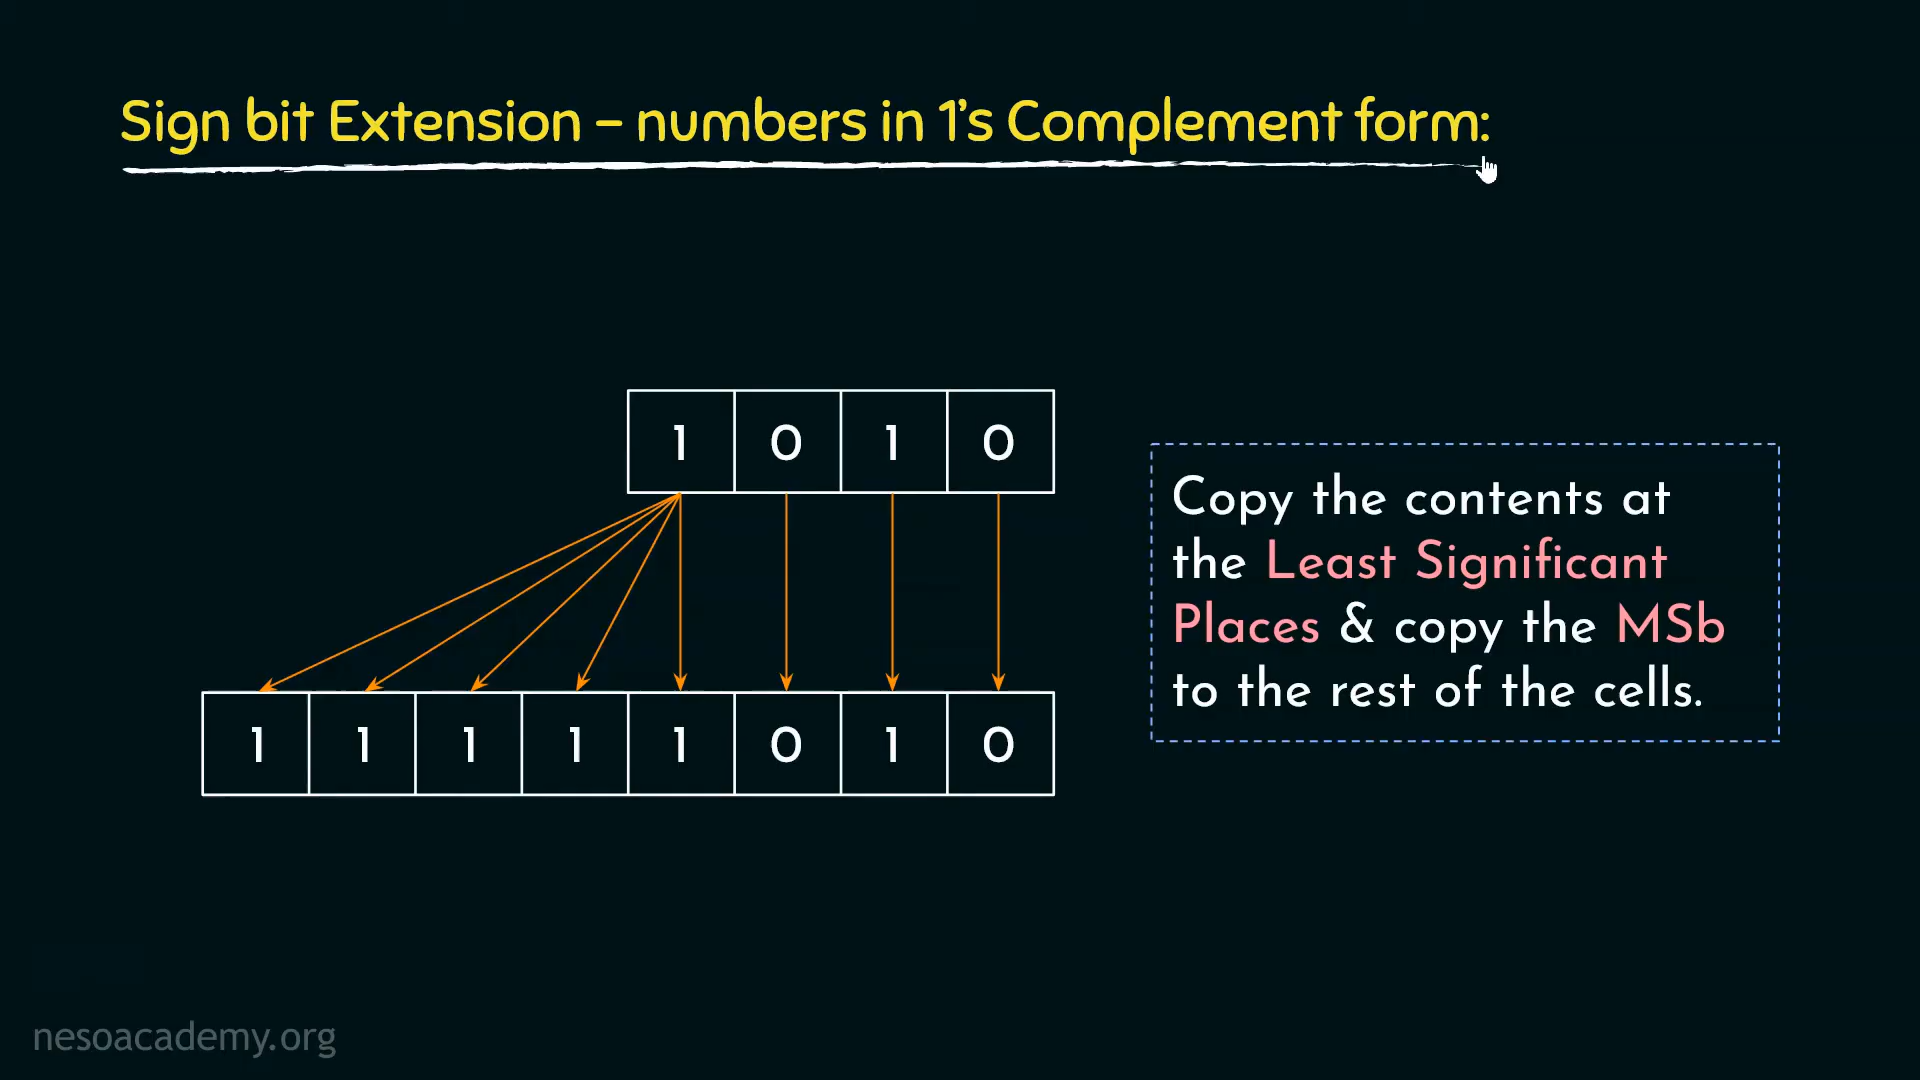 Sign bit Extension – numbers in 1's Complement form:
1 0 1 0
Copy the contents at
the Least Significant
Places & copy the MSb
to the rest of the cells.
1 1 1 1 1 0 1 0
nesoacademy.org